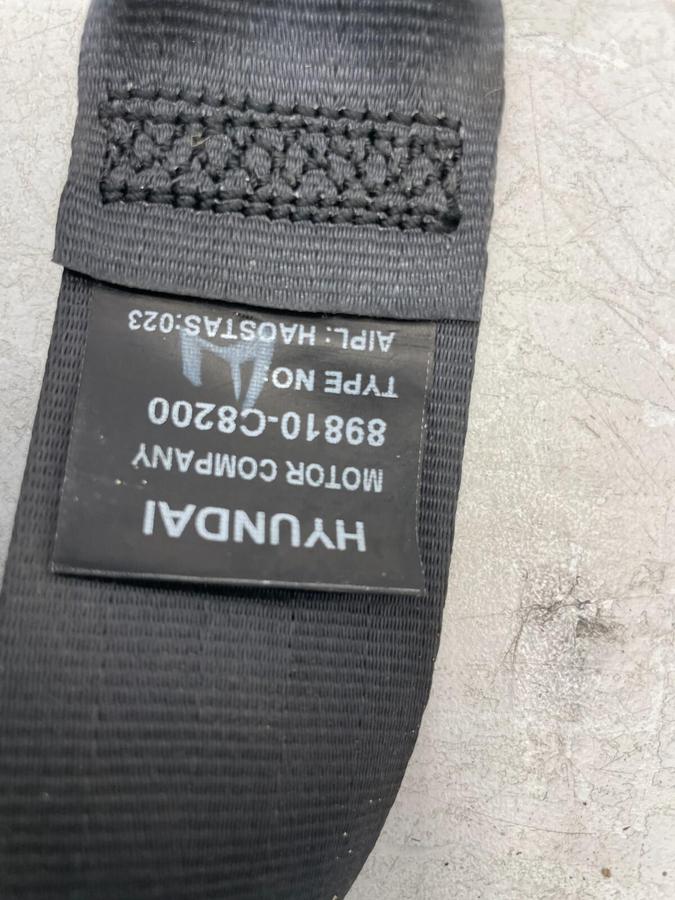 HYUNDAI
MOTOR COMPANY
89810-C8200
TYPE NO:
AIPL: HAOSTAS:023